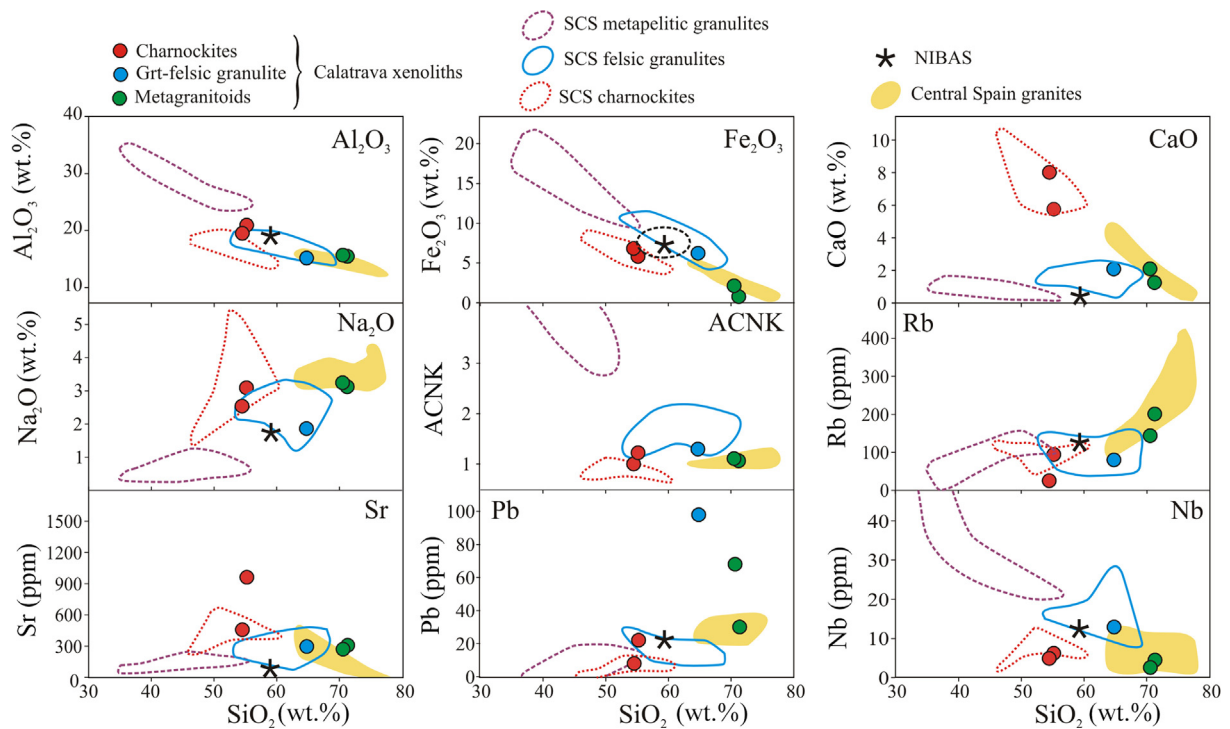 Charnockites
Grt-felsic granulite
Metagranitoids
Calatrava xenoliths
SCS metapelitic granulites
SCS felsic granulites
SCS charnockites
NIBAS
Central Spain granites
Al₂O₃ (wt.%)
40
30
20
10
Al₂O₃
Fe₂O₃ (wt.%)
20
15
10
5
0
Fe₂O₃
CaO (wt.%)
10
8
6
4
2
0
CaO
Na₂O (wt.%)
5
4
3
2
1
Na₂O
ACNK
3
2
1
ACNK
Rb (ppm)
400
300
200
100
0
Rb
Sr (ppm)
1500
1200
900
600
300
0
Sr
30 40 50 60 70 80
SiO₂ (wt.%)
Pb (ppm)
100
80
60
40
20
0
Pb
30 40 50 60 70 80
SiO₂ (wt.%)
Nb (ppm)
40
30
20
10
0
Nb
30 40 50 60 70 80
SiO₂ (wt.%)